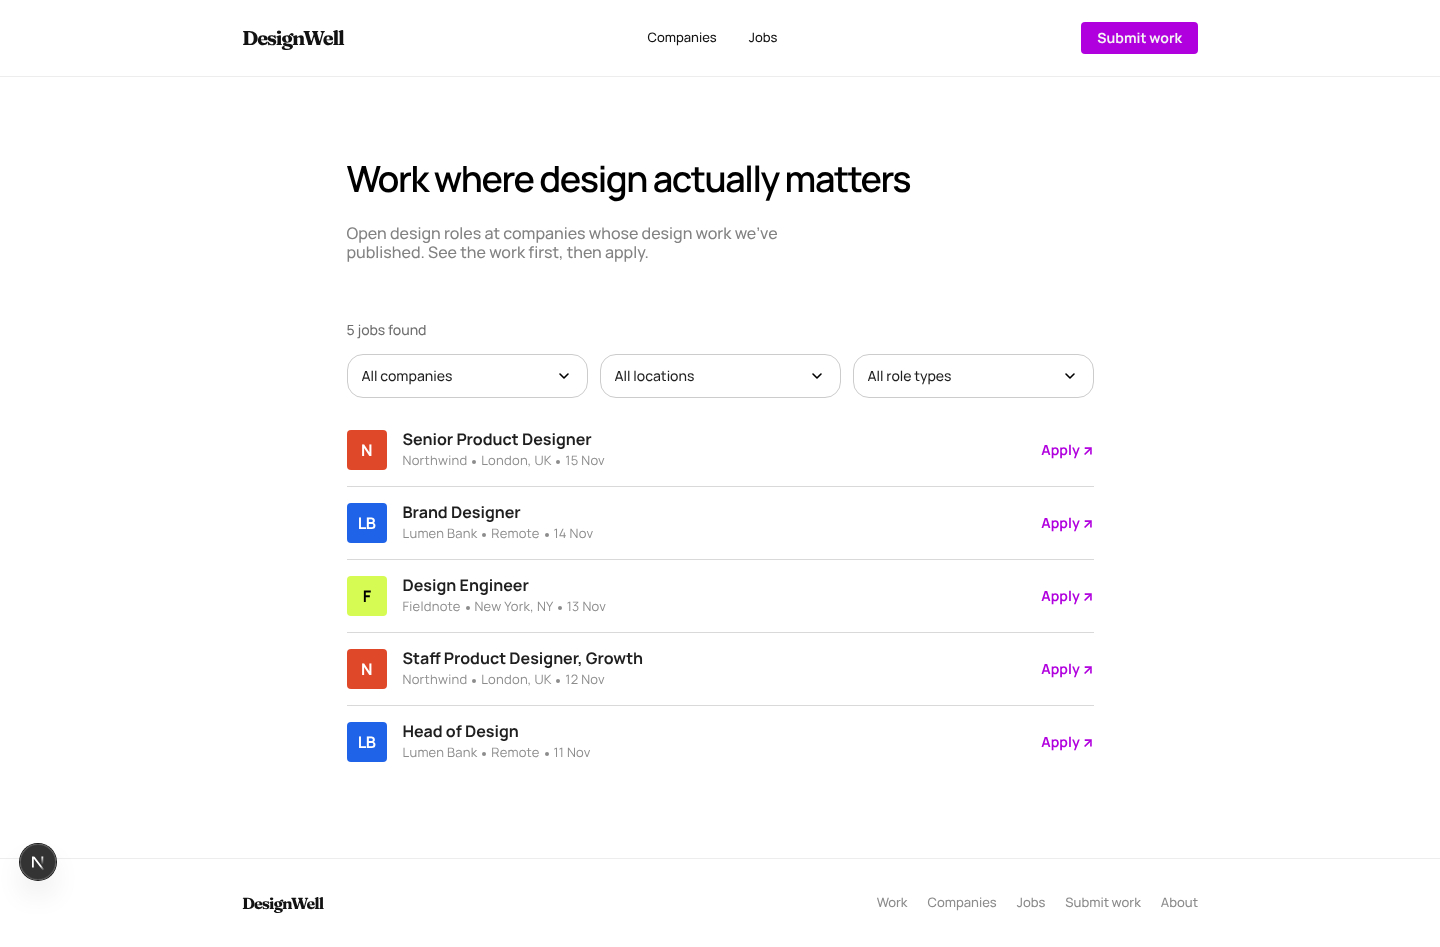 DesignWell
Companies
Jobs
Submit work
Work where design actually matters
Open design roles at companies whose design work we've
published. See the work first, then apply.
5 jobs found
All companies
All locations
All role types
N
Senior Product Designer
Northwind • London, UK • 15 Nov
Apply ↗
LB
Brand Designer
Lumen Bank • Remote • 14 Nov
Apply ↗
F
Design Engineer
Fieldnote • New York, NY • 13 Nov
Apply ↗
N
Staff Product Designer, Growth
Northwind • London, UK • 12 Nov
Apply ↗
LB
Head of Design
Lumen Bank • Remote • 11 Nov
Apply ↗
N
DesignWell
Work
Companies
Jobs
Submit work
About